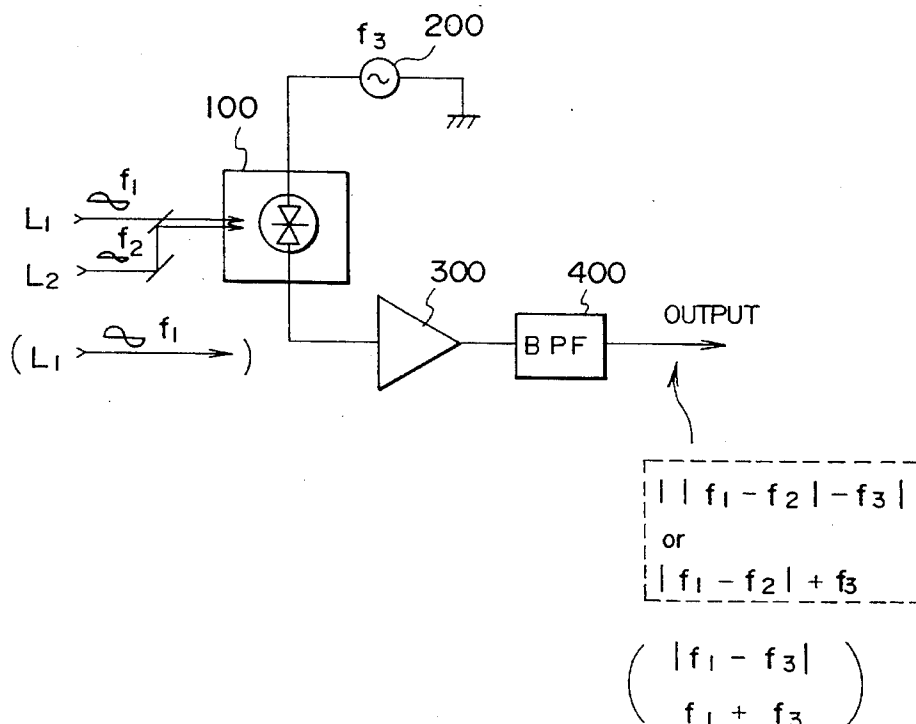 f3 200
100
L1 f1
L2 f2
(L1 f1)
300
400
BPF
OUTPUT
| | f1 - f2 | - f3 |
or
| f1 - f2 | + f3
( |f1 - f3|
f1 + f3 )